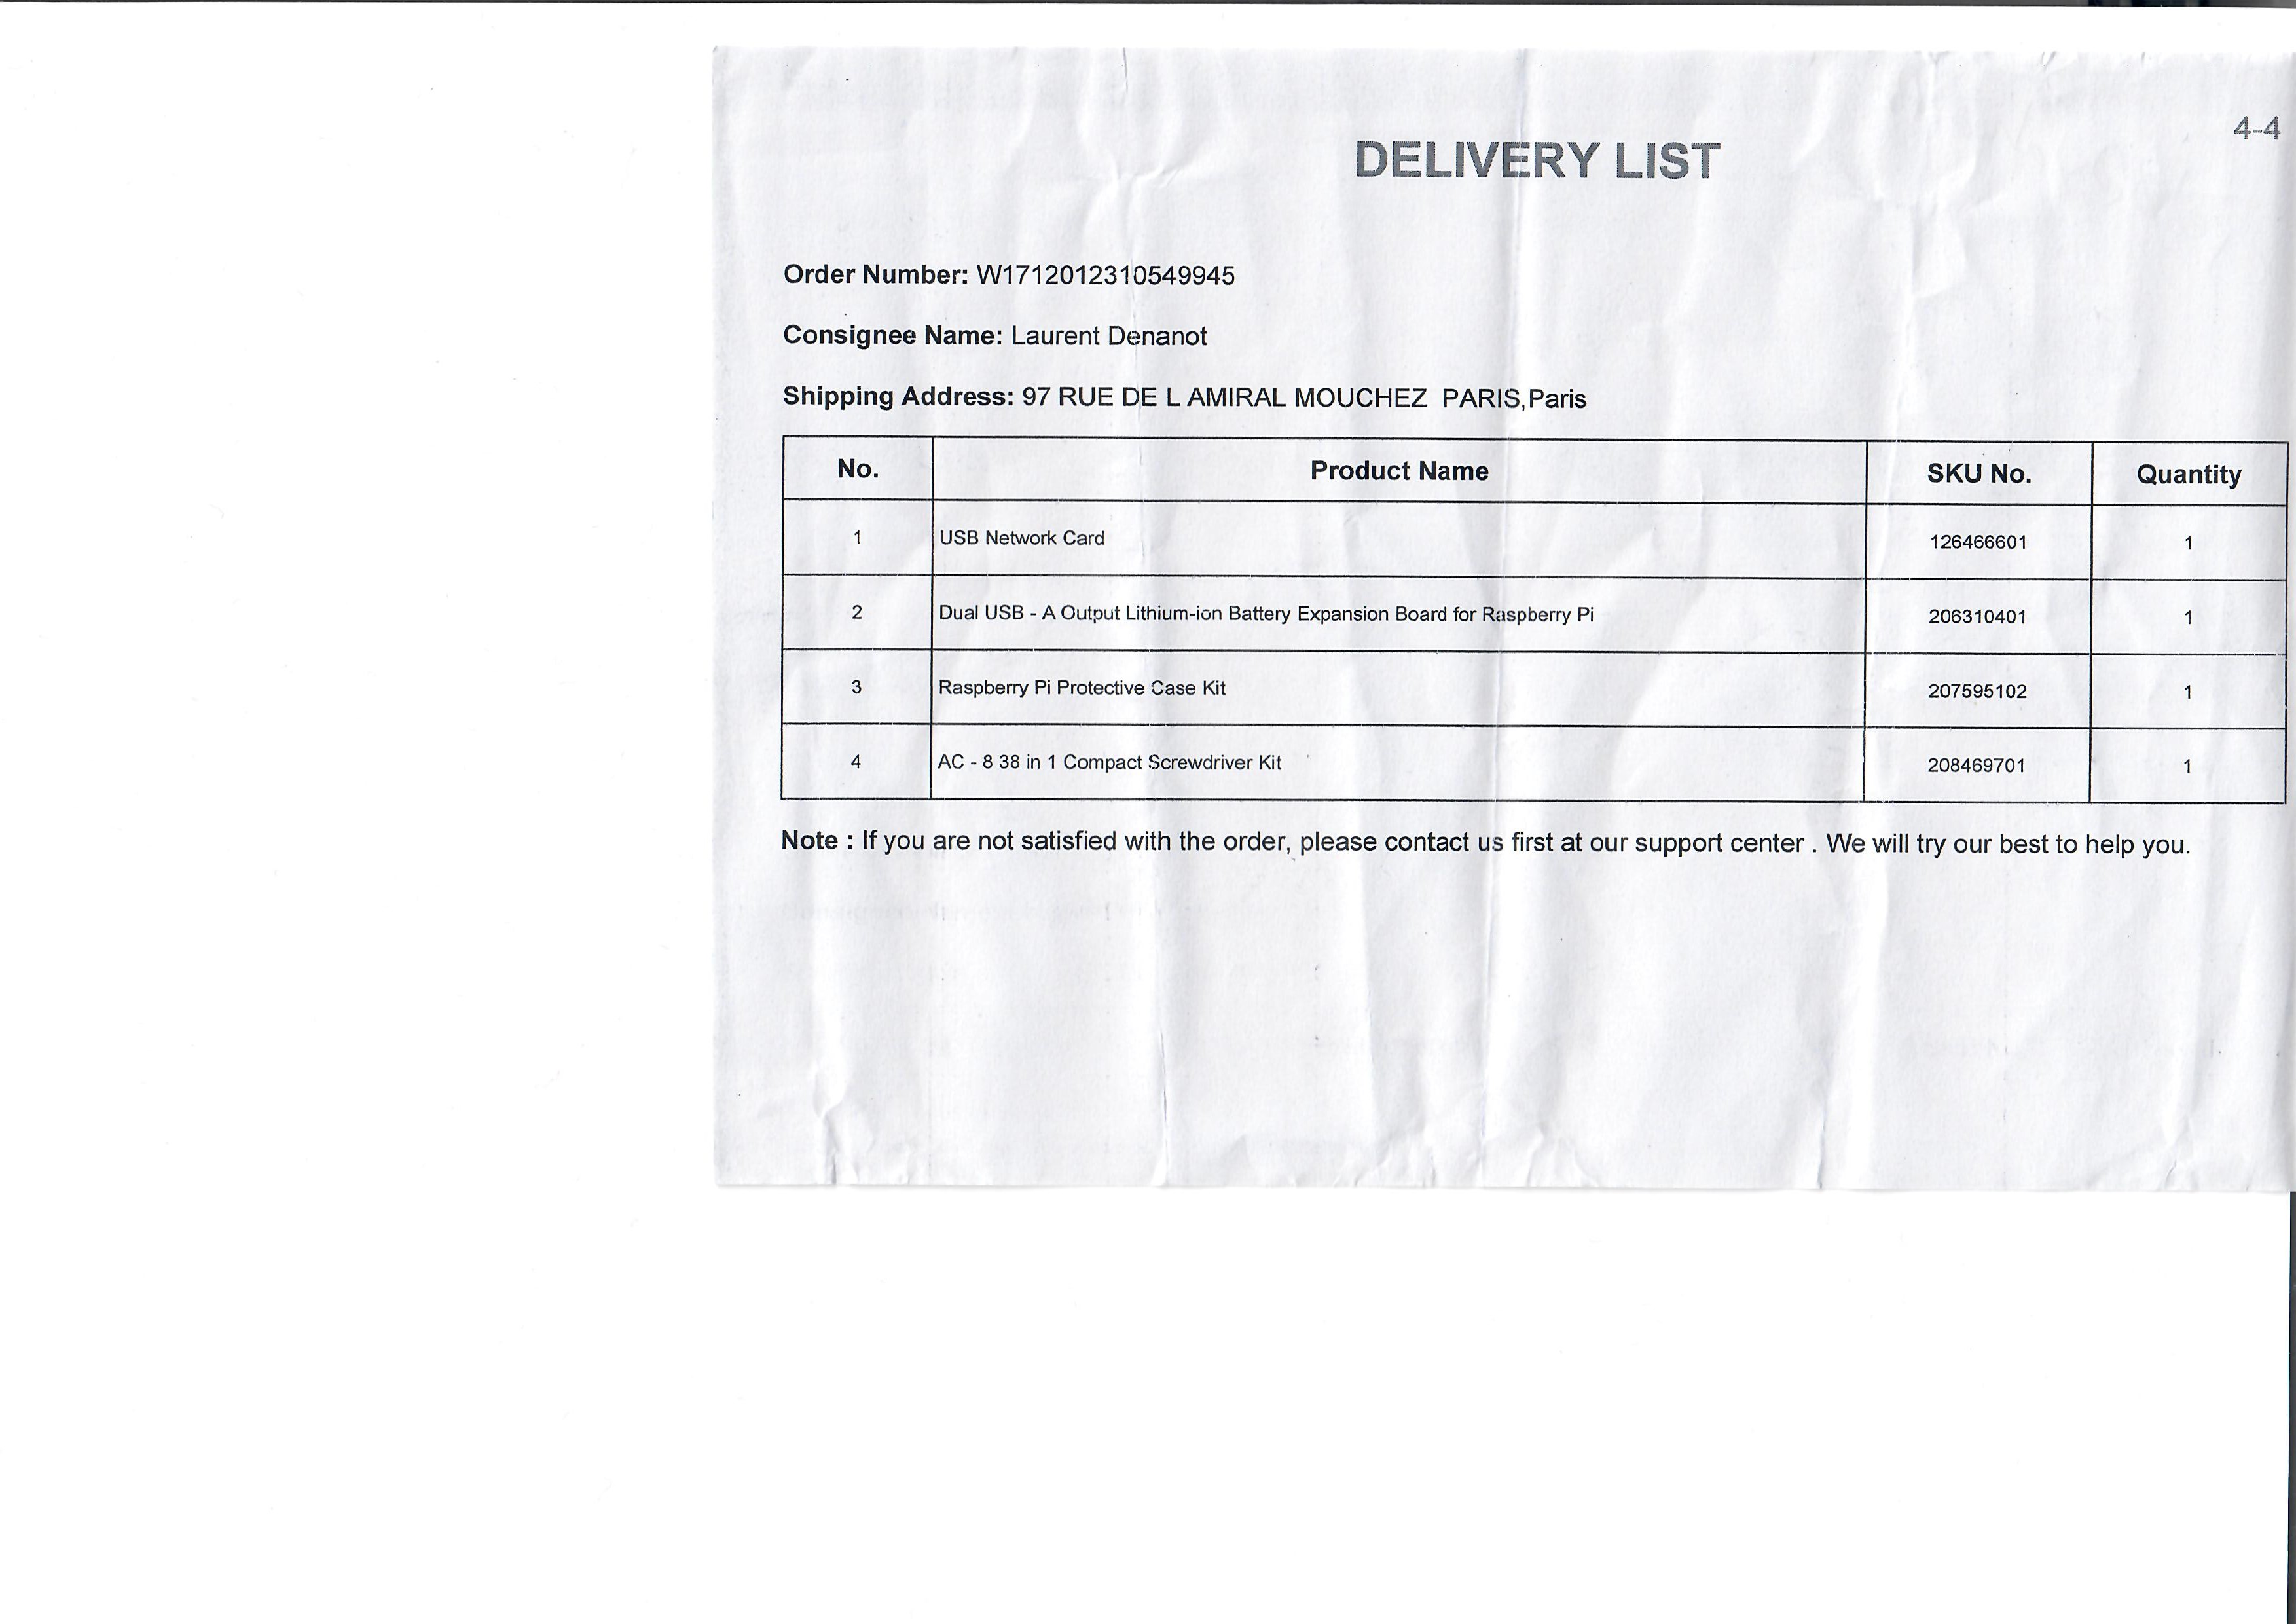 4-4
DELIVERY LIST
Order Number: W1712012310549945
Consignee Name: Laurent Denanot
Shipping Address: 97 RUE DE L AMIRAL MOUCHEZ  PARIS,Paris
No. Product Name SKU No. Quantity
1 USB Network Card 126466601 1
2 Dual USB - A Output Lithium-ion Battery Expansion Board for Raspberry Pi 206310401 1
3 Raspberry Pi Protective Case Kit 207595102 1
4 AC - 8 38 in 1 Compact Screwdriver Kit 208469701 1
Note : If you are not satisfied with the order, please contact us first at our support center . We will try our best to help you.